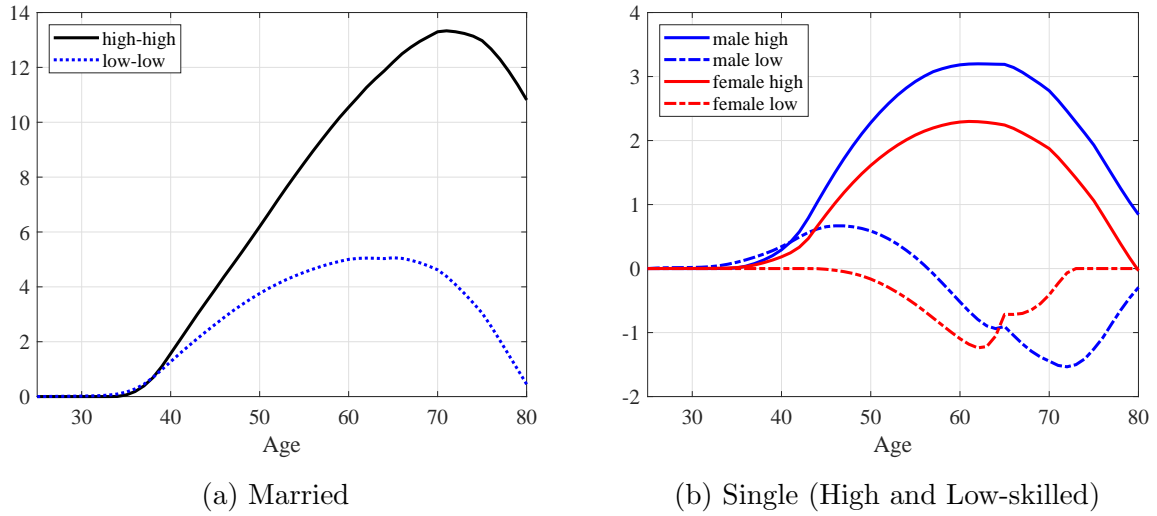 14
12
10
8
6
4
2
0
high-high
low-low
30 40 50 60 70 80
Age
(a) Married
4
3
2
1
0
-1
-2
male high
male low
female high
female low
30 40 50 60 70 80
Age
(b) Single (High and Low-skilled)